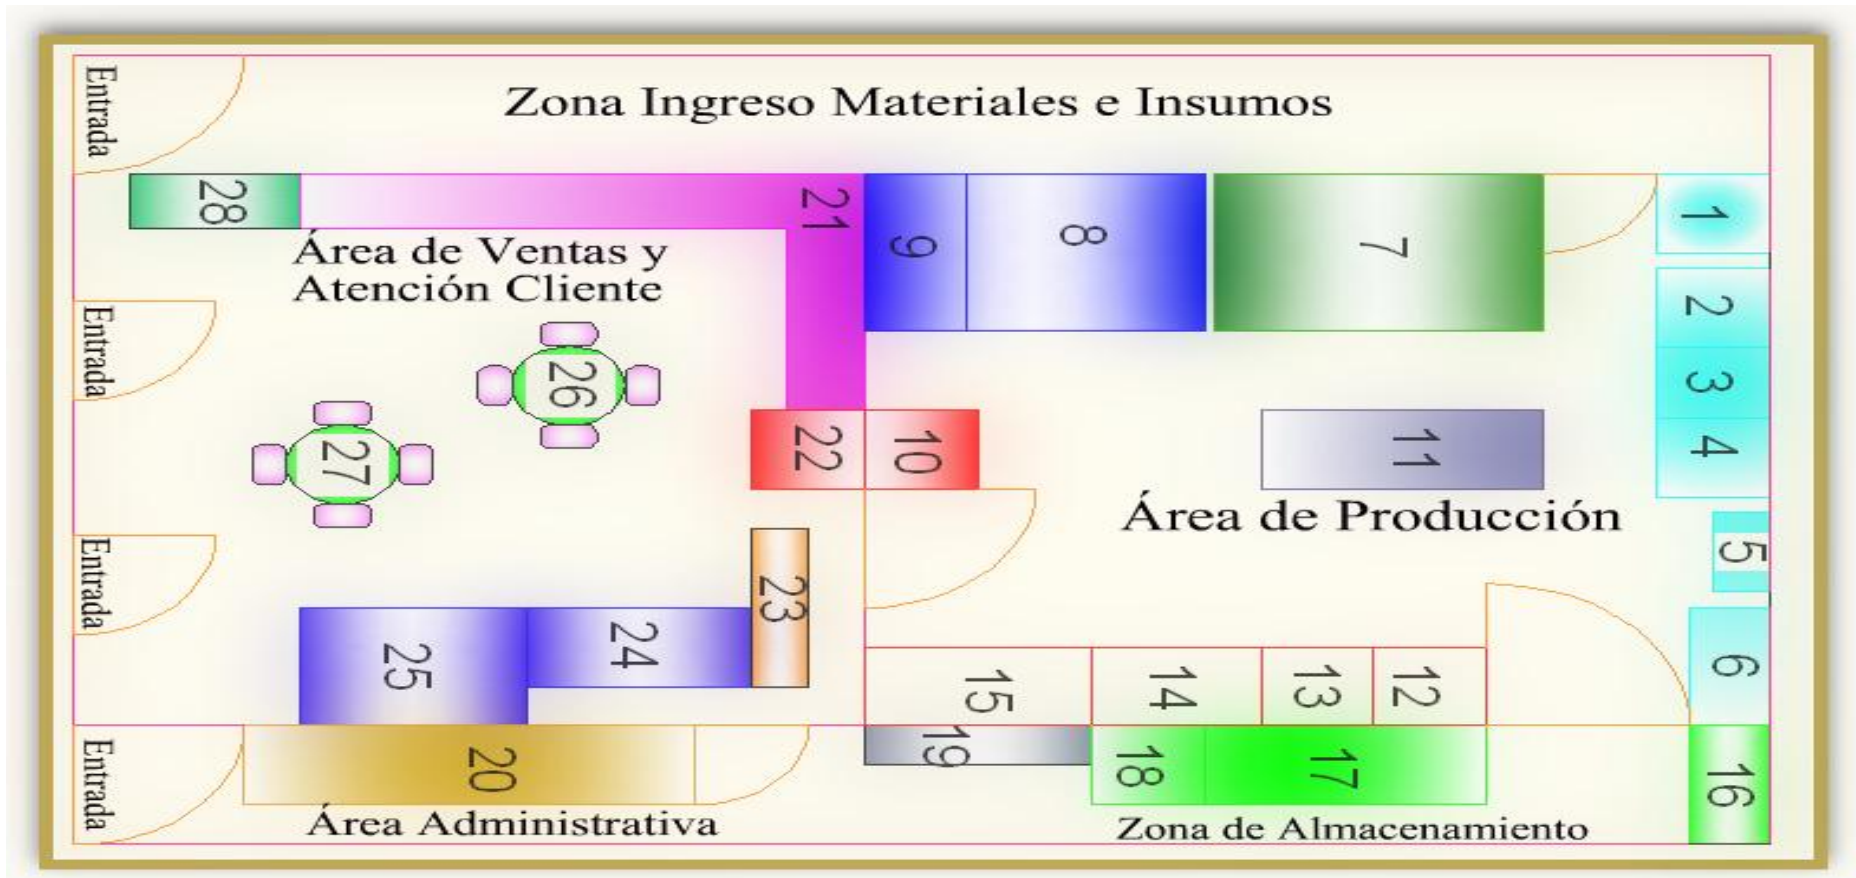 Entrada
Zona Ingreso Materiales e Insumos
28
21
9
8
7
1
Área de Ventas y
Atención Cliente
2
Entrada
26
3
27
22
10
11
4
Área de Producción
Entrada
5
23
25
24
15
14
13
12
6
Entrada
20
19
18
17
16
Área Administrativa
Zona de Almacenamiento